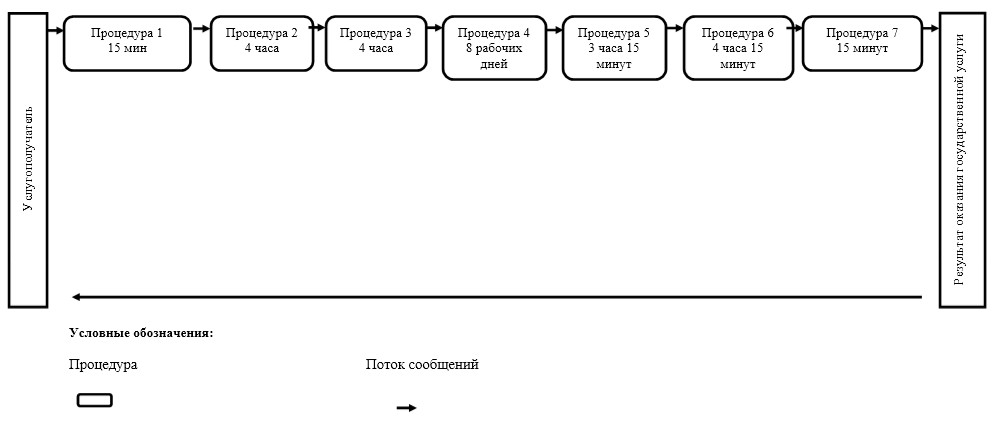 Услугополучатель
Процедура 1
15 мин
Процедура 2
4 часа
Процедура 3
4 часа
Процедура 4
8 рабочих
дней
Процедура 5
3 часа 15
минут
Процедура 6
4 часа 15
минут
Процедура 7
15 минут
Результат оказания государственной услуги
Условные обозначения:
Процедура
Поток сообщений